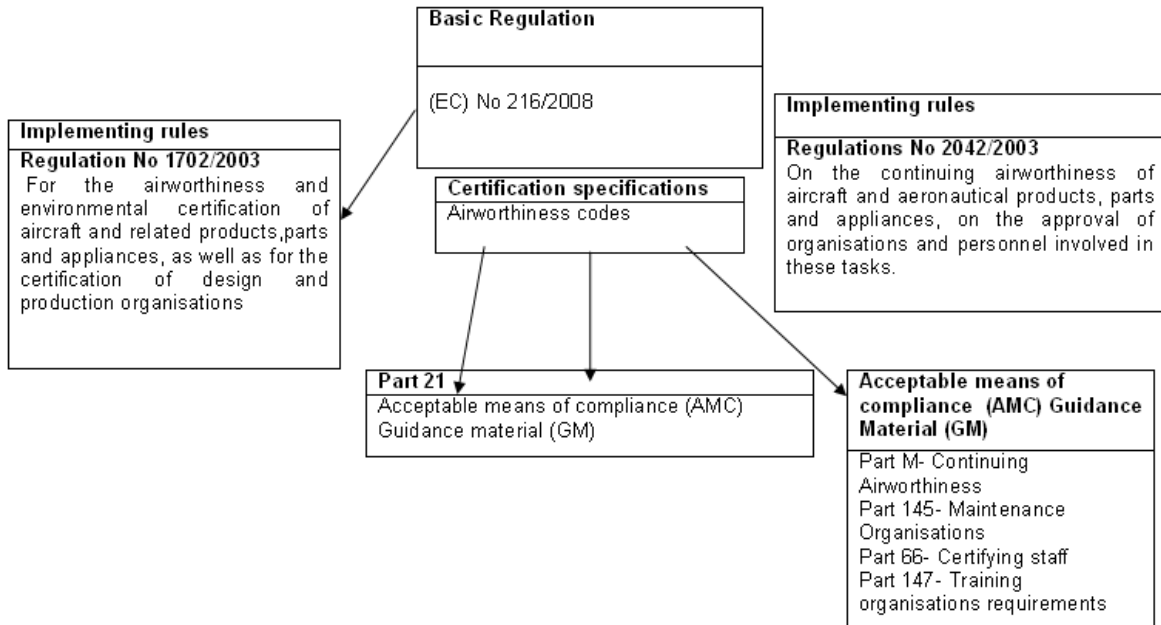 Basic Regulation
(EC) No 216/2008
Implementing rules
Regulation No 1702/2003
For the airworthiness and
environmental certification of
aircraft and related products,parts
and appliances, as well as for the
certification of design and
production organisations
Certification specifications
Airworthiness codes
Implementing rules
Regulations No 2042/2003
On the continuing airworthiness of
aircraft and aeronautical products, parts
and appliances, on the approval of
organisations and personnel involved in
these tasks.
Part 21
Acceptable means of compliance (AMC)
Guidance material (GM)
Acceptable means of
compliance (AMC) Guidance
Material (GM)
Part M- Continuing
Airworthiness
Part 145- Maintenance
Organisations
Part 66- Certifying staff
Part 147- Training
organisations requirements